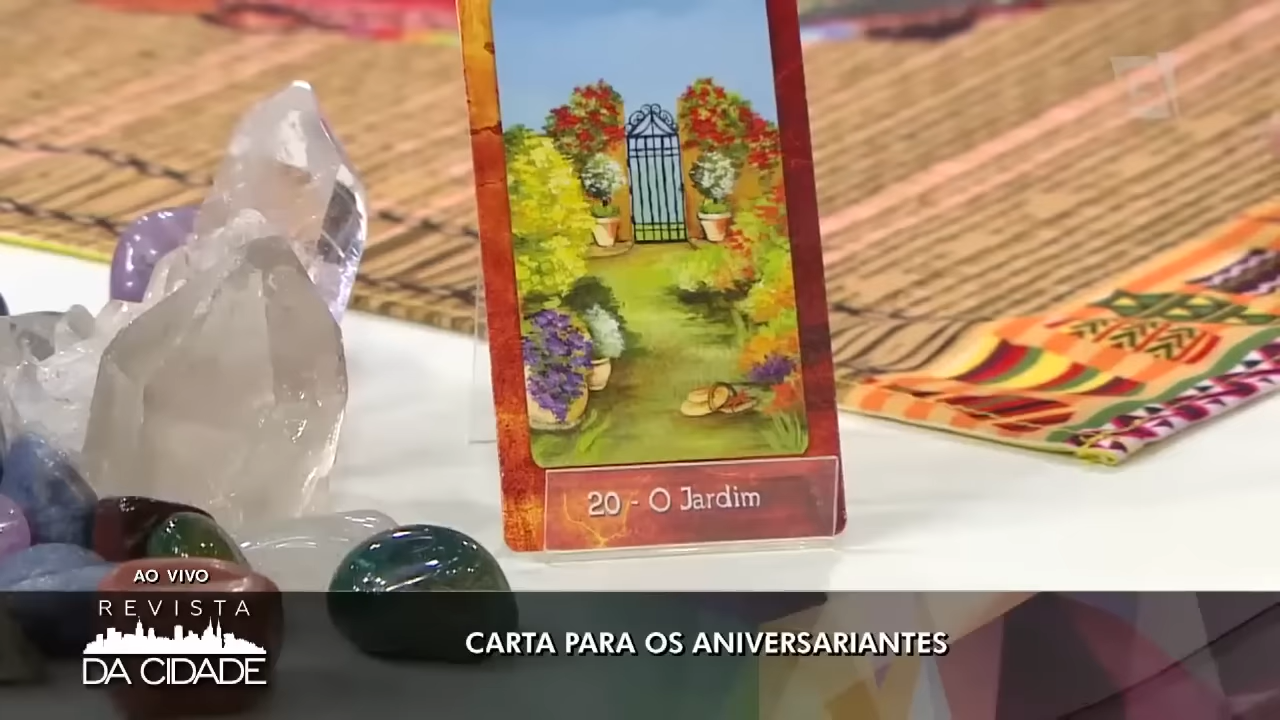 20 - O Jardim
AO VIVO
REVISTA
DA CIDADE
CARTA PARA OS ANIVERSARIANTES